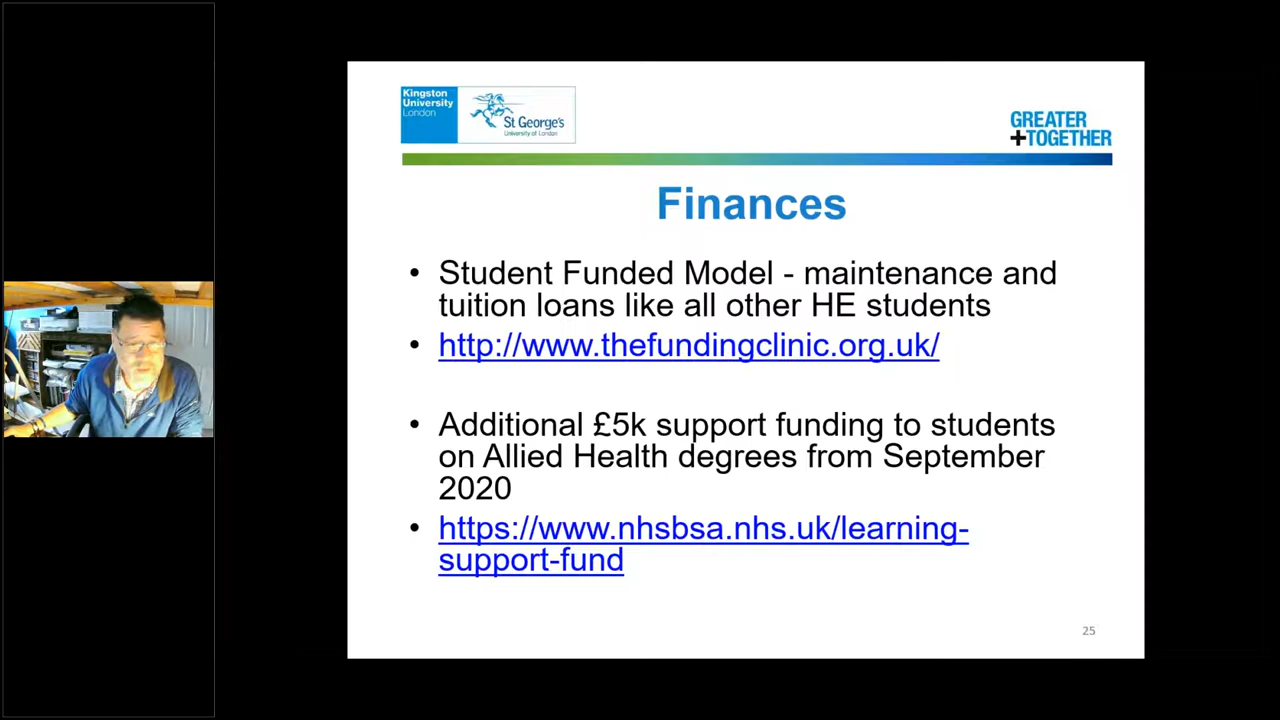 Kingston
University
London
St George's
University of London
GREATER
+TOGETHER
Finances
• Student Funded Model - maintenance and
tuition loans like all other HE students
• http://www.thefundingclinic.org.uk/
• Additional £5k support funding to students
on Allied Health degrees from September
2020
• https://www.nhsbsa.nhs.uk/learning-
support-fund
25